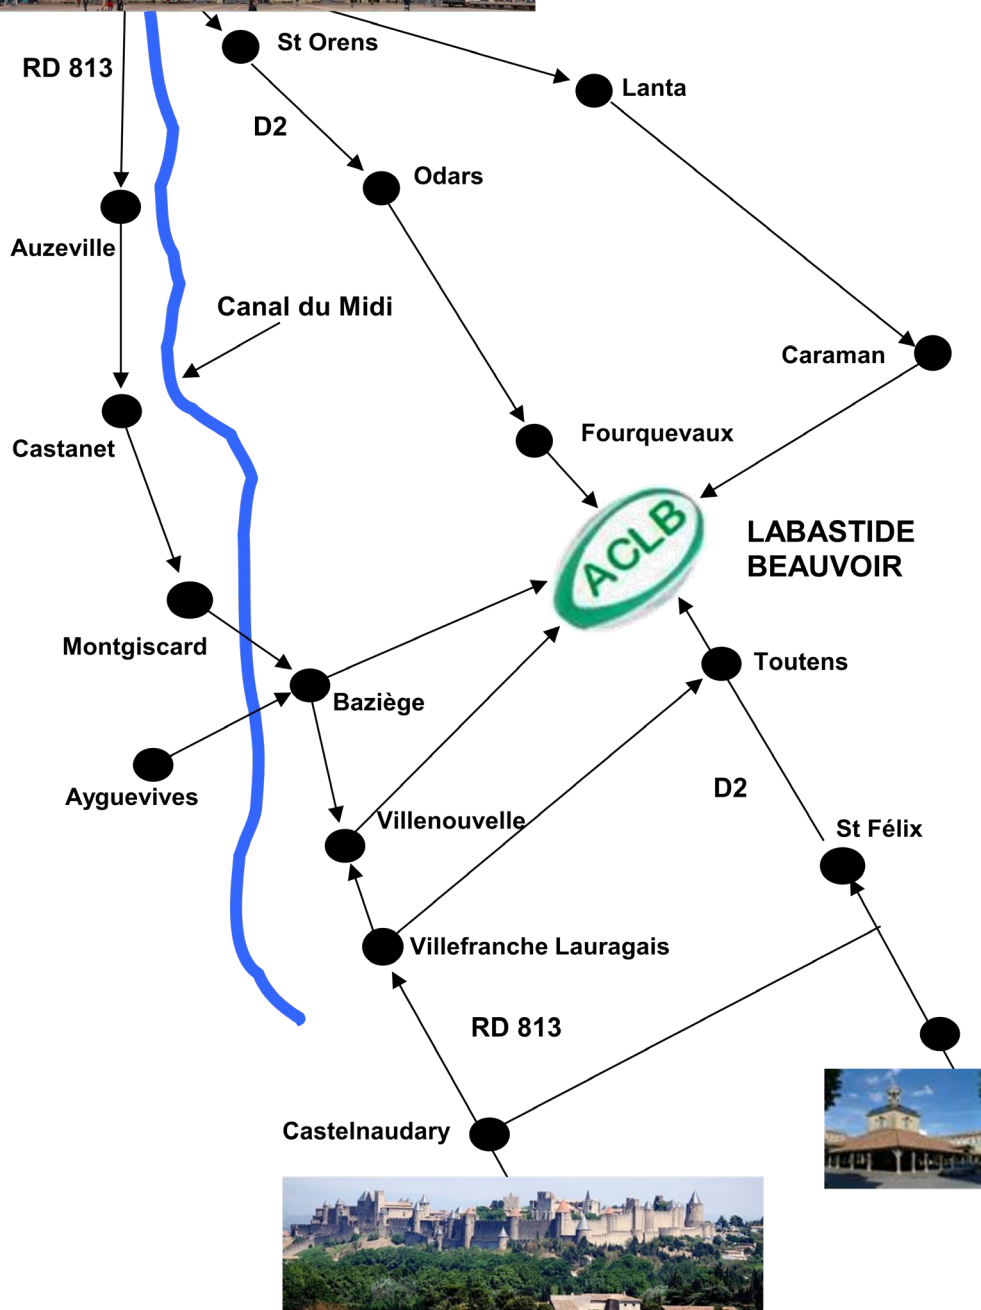 St Orens
RD 813
Lanta
D2
Odars
Auzeville
Canal du Midi
Caraman
Castanet
Fourquevaux
ACLB
LABASTIDE
BEAUVOIR
Montgiscard
Toutens
Baziège
Ayguevives
D2
Villenouvelle
St Félix
Villefranche Lauragais
RD 813
Castelnaudary